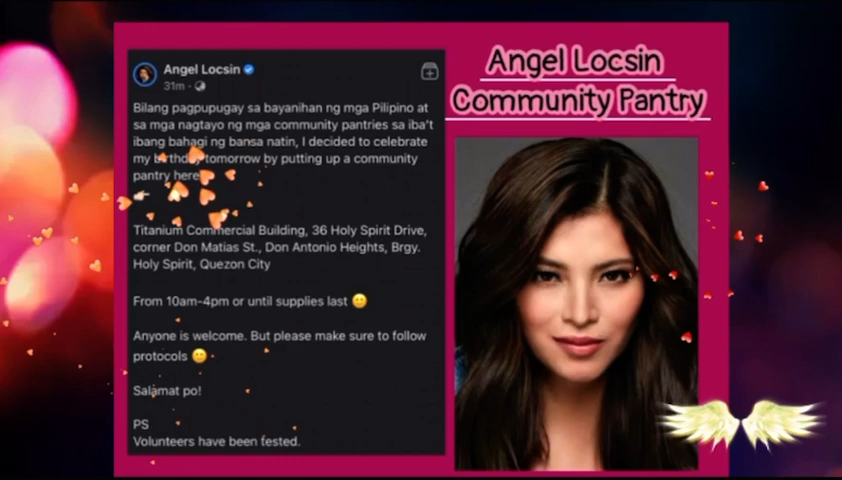 Angel Locsin
31m
Bilang pagpupugay sa bayanihan ng mga Pilipino at
sa mga nagtayo ng mga community pantries sa iba't
ibang bahagi ng bansa natin, I decided to celebrate
my birthday tomorrow by putting up a community
pantry here
Titanium Commercial Building, 36 Holy Spirit Drive,
corner Don Matias St., Don Antonio Heights, Brgy.
Holy Spirit, Quezon City
From 10am-4pm or until supplies last 😊
Anyone is welcome. But please make sure to follow
protocols 😊
Salamat po!
PS
Volunteers have been tested.
Angel Locsin
Community Pantry